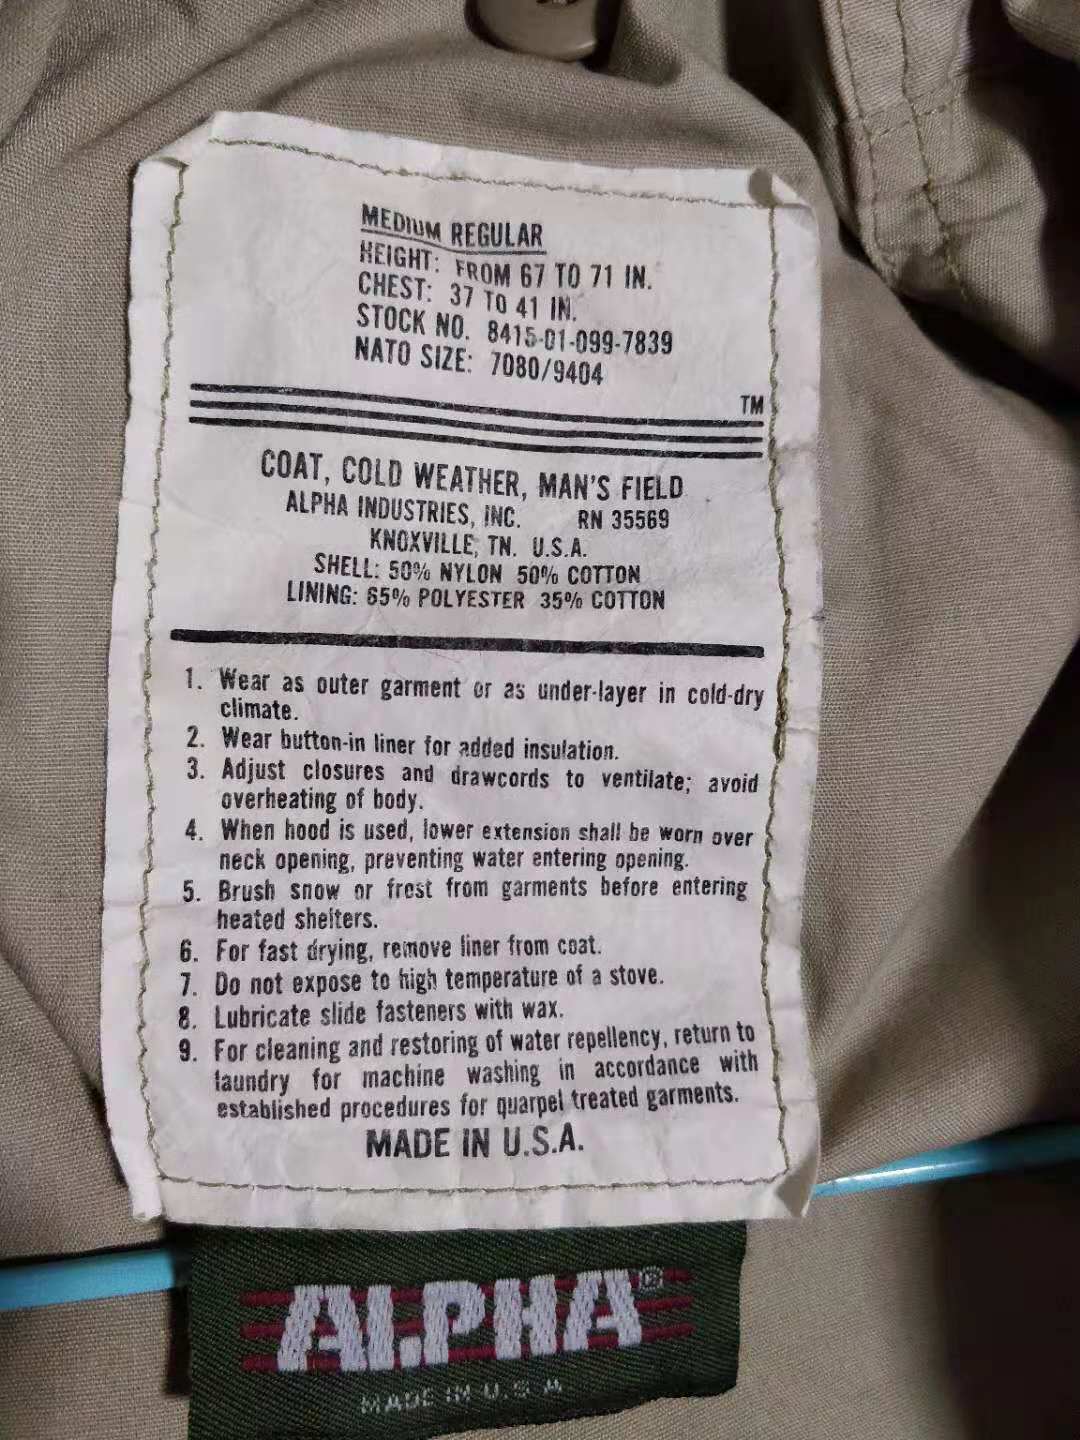 MEDIUM REGULAR
HEIGHT: FROM 67 TO 71 IN.
CHEST: 37 TO 41 IN.
STOCK NO. 8415-01-099-7839
NATO SIZE: 7080/9404
TM
COAT, COLD WEATHER, MAN'S FIELD
ALPHA INDUSTRIES, INC. RN 35569
KNOXVILLE, TN. U.S.A.
SHELL: 50% NYLON 50% COTTON
LINING: 65% POLYESTER 35% COTTON
1. Wear as outer garment or as under-layer in cold-dry
climate.
2. Wear button-in liner for added insulation.
3. Adjust closures and drawcords to ventilate; avoid
overheating of body.
4. When hood is used, lower extension shall be worn over
neck opening, preventing water entering opening.
5. Brush snow or frost from garments before entering
heated shelters.
6. For fast drying, remove liner from coat.
7. Do not expose to high temperature of a stove.
8. Lubricate slide fasteners with wax.
9. For cleaning and restoring of water repellency, return to
laundry for machine washing in accordance with
established procedures for quarpel treated garments.
MADE IN U.S.A.
ALPHA®
MADE IN U.S.A